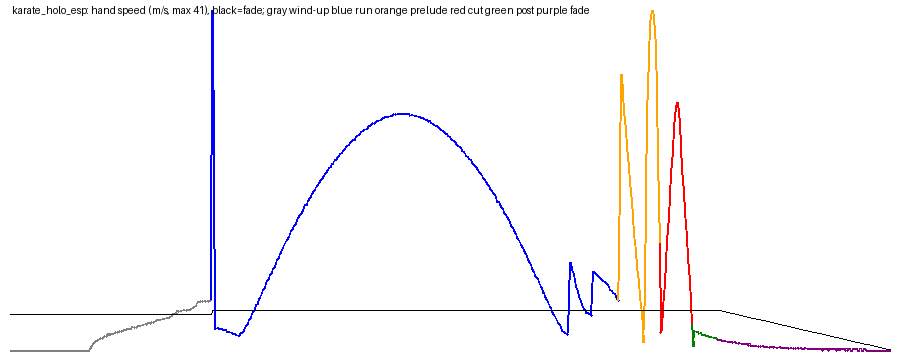 karate_holo_esp: hand speed (m/s, max 41), black=fade; gray wind-up blue run orange prelude red cut green post purple fade